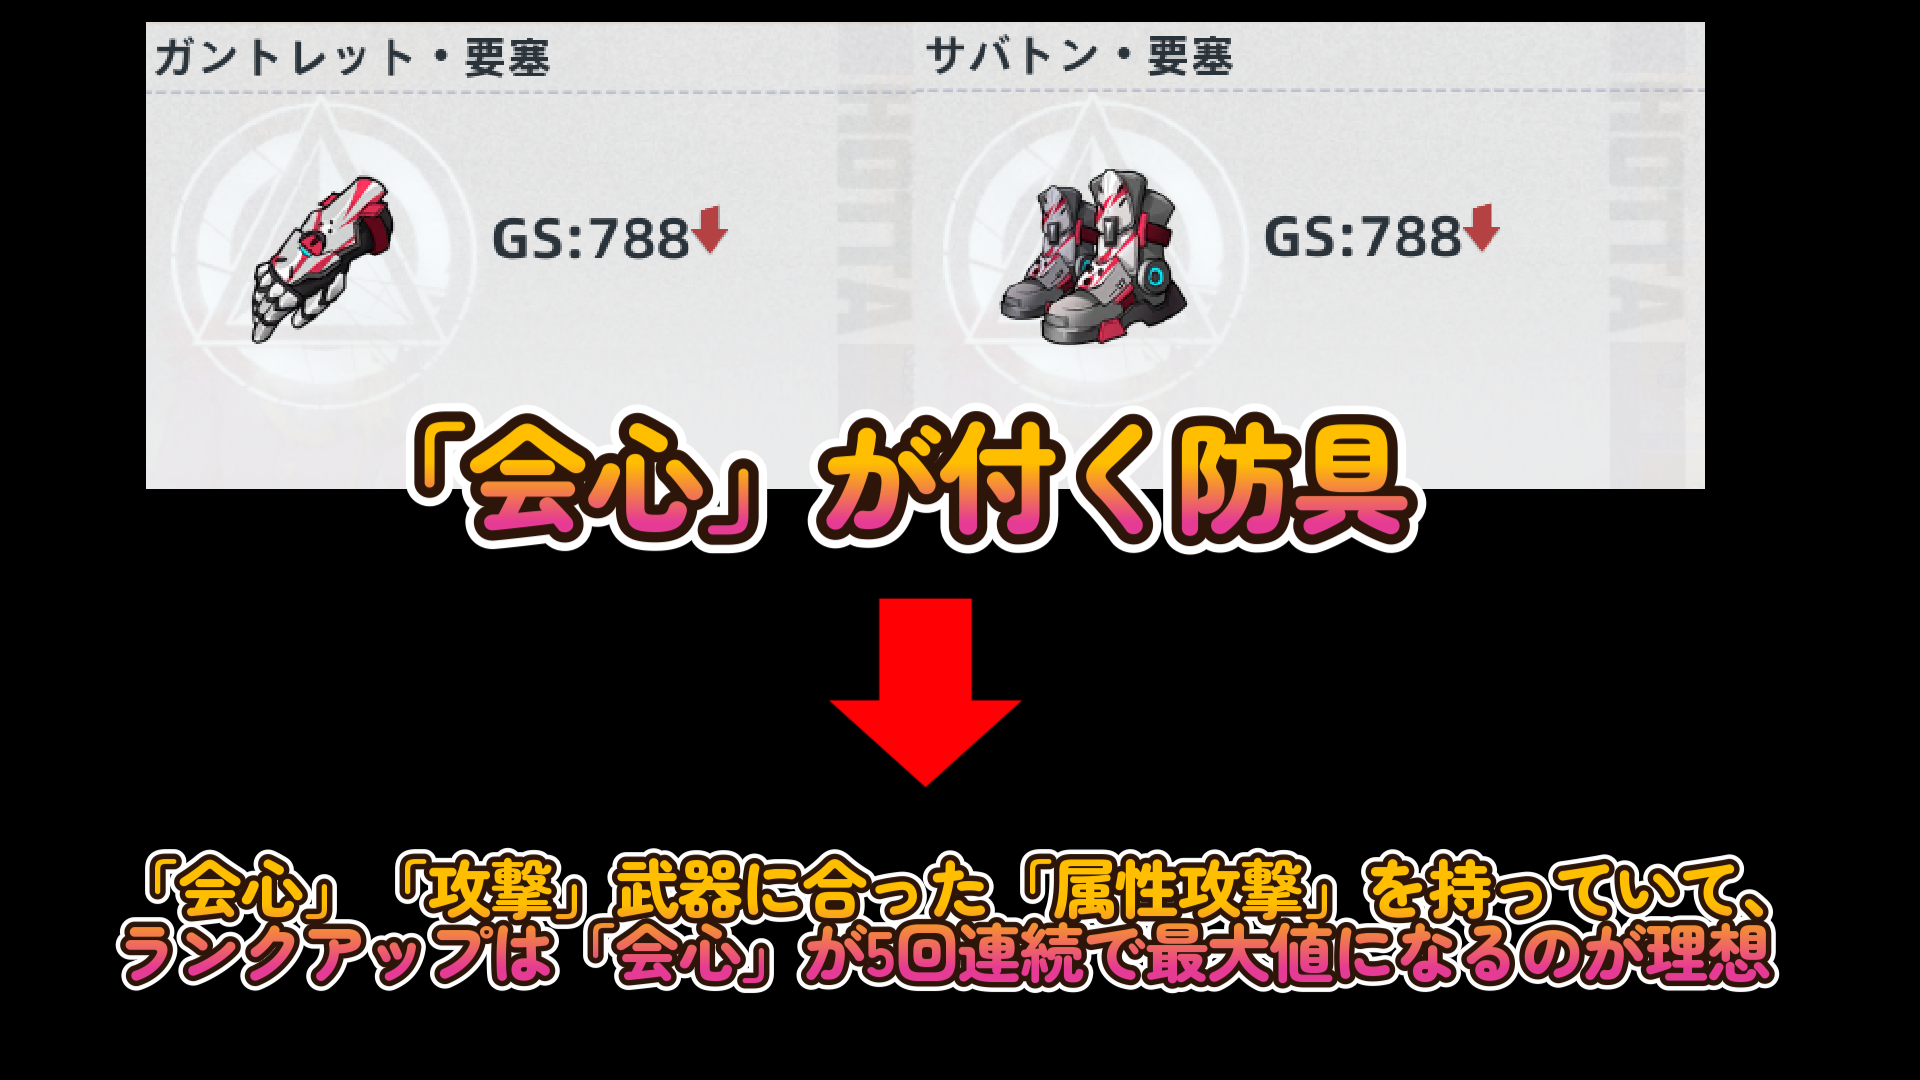 ガントレット・要塞
サバトン・要塞
GS:788
GS:788
HOTTA
HOTTA
「会心」が付く防具
「会心」「攻撃」武器に合った「属性攻撃」を持っていて、
ランクアップは「会心」が5回連続で最大値になるのが理想